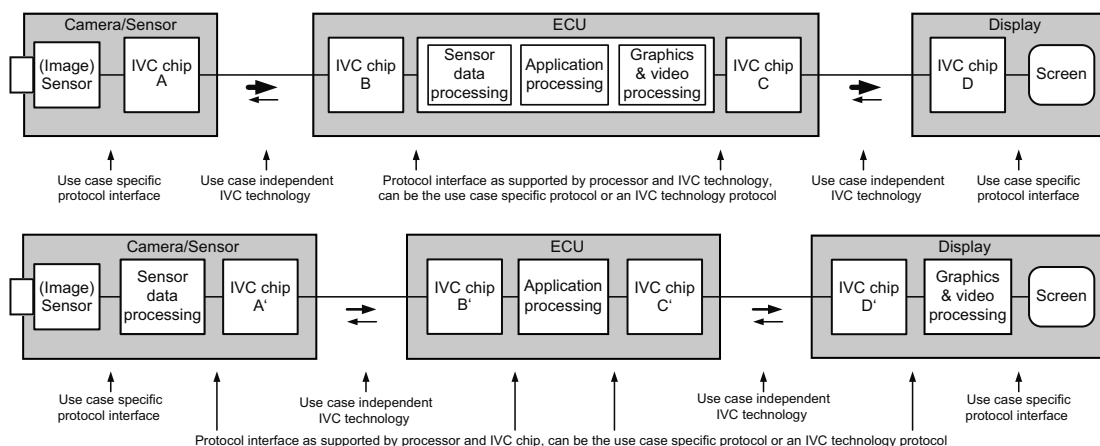 Camera/Sensor
ECU
Display
(Image)
Sensor
IVC chip
A
IVC chip
B
Sensor
data
processing
Application
processing
Graphics
& video
processing
IVC chip
C
IVC chip
D
Screen
Use case specific
protocol interface
Use case independent
IVC technology
Protocol interface as supported by processor and IVC technology,
can be the use case specific protocol or an IVC technology protocol
Use case independent
IVC technology
Use case specific
protocol interface
Camera/Sensor
ECU
Display
(Image)
Sensor
Sensor
data
processing
IVC chip
A‘
IVC chip
B‘
Application
processing
IVC chip
C‘
IVC chip
D‘
Graphics
& video
processing
Screen
Use case specific
protocol interface
Use case independent
IVC technology
Use case independent
IVC technology
Use case specific
protocol interface
Protocol interface as supported by processor and IVC chip, can be the use case specific protocol or an IVC technology protocol